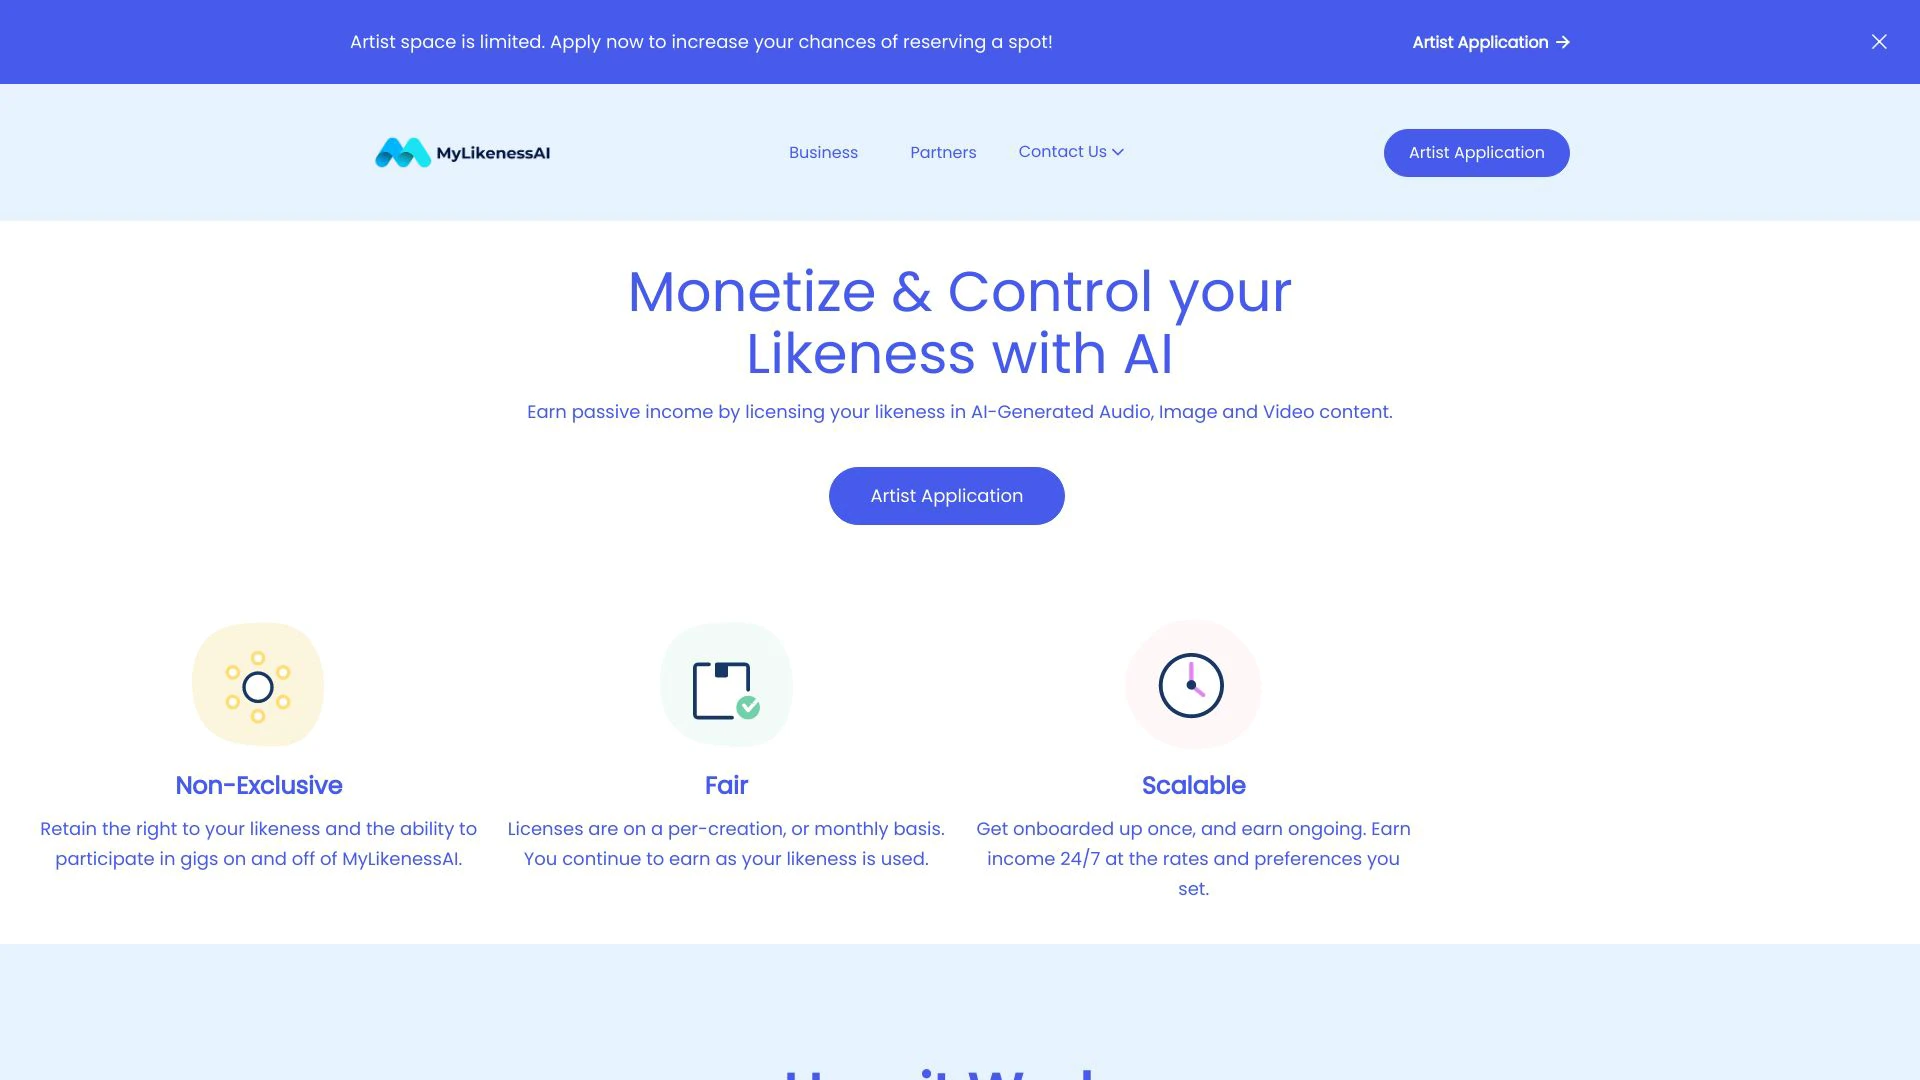 Artist space is limited. Apply now to increase your chances of reserving a spot!
Artist Application →
MyLikenessAI
Business
Partners
Contact Us
Artist Application
Monetize & Control your
Likeness with AI
Earn passive income by licensing your likeness in AI-Generated Audio, Image and Video content.
Artist Application
Non-Exclusive
Retain the right to your likeness and the ability to
participate in gigs on and off of MyLikenessAI.
Fair
Licenses are on a per-creation, or monthly basis.
You continue to earn as your likeness is used.
Scalable
Get onboarded up once, and earn ongoing. Earn
income 24/7 at the rates and preferences you
set.